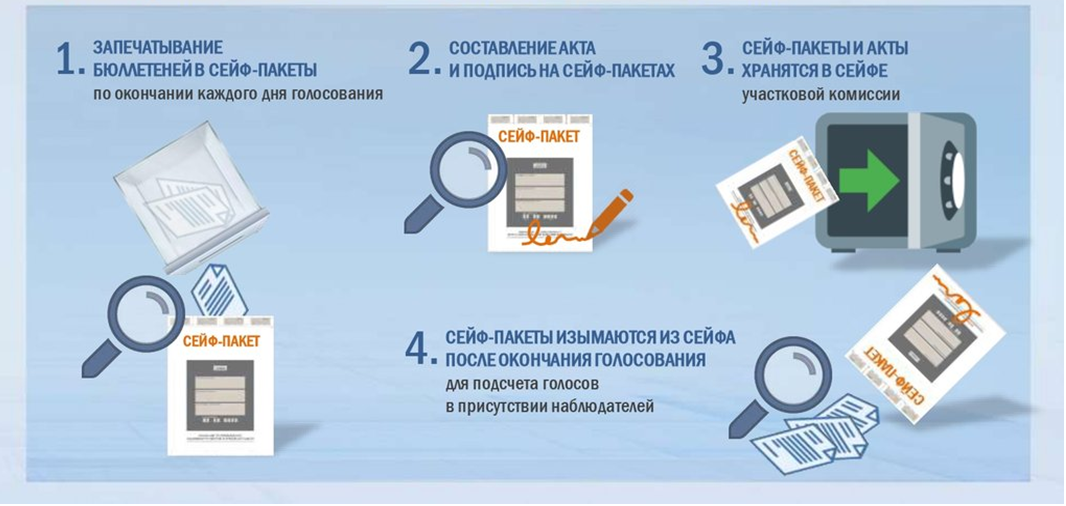 1. ЗАПЕЧАТЫВАНИЕ
БЮЛЛЕТЕНЕЙ В СЕЙФ-ПАКЕТЫ
по окончании каждого дня голосования
СЕЙФ-ПАКЕТ
2. СОСТАВЛЕНИЕ АКТА
И ПОДПИСЬ НА СЕЙФ-ПАКЕТАХ
СЕЙФ-ПАКЕТ
3. СЕЙФ-ПАКЕТЫ И АКТЫ
ХРАНЯТСЯ В СЕЙФЕ
участковой комиссии
СЕЙФ-ПАКЕТ
4. СЕЙФ-ПАКЕТЫ ИЗЫМАЮТСЯ ИЗ СЕЙФА
ПОСЛЕ ОКОНЧАНИЯ ГОЛОСОВАНИЯ
для подсчета голосов
в присутствии наблюдателей
СЕЙФ-ПАКЕТ